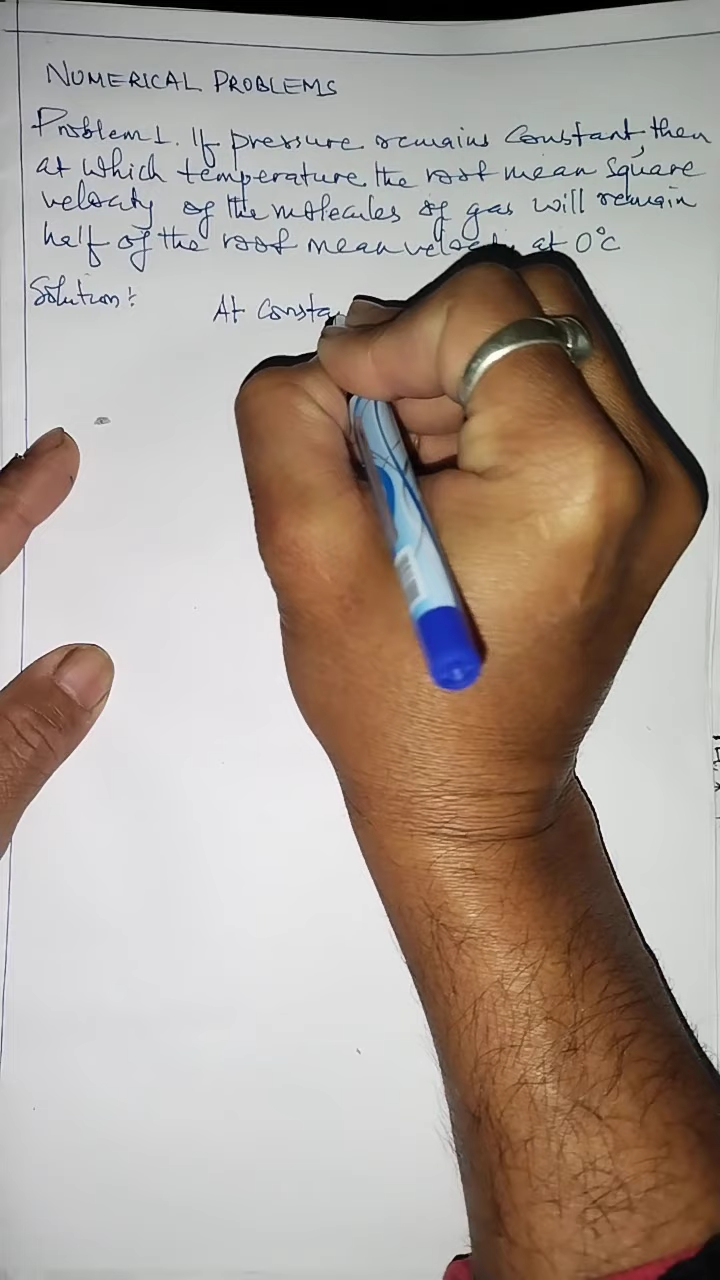 NUMERICAL PROBLEMS
Problem 1. If pressure remains Constant, then
at which temperature the root mean square
velocity of the molecules of gas will remain
half of the root mean velocity at 0°C
Solution:  At Consta